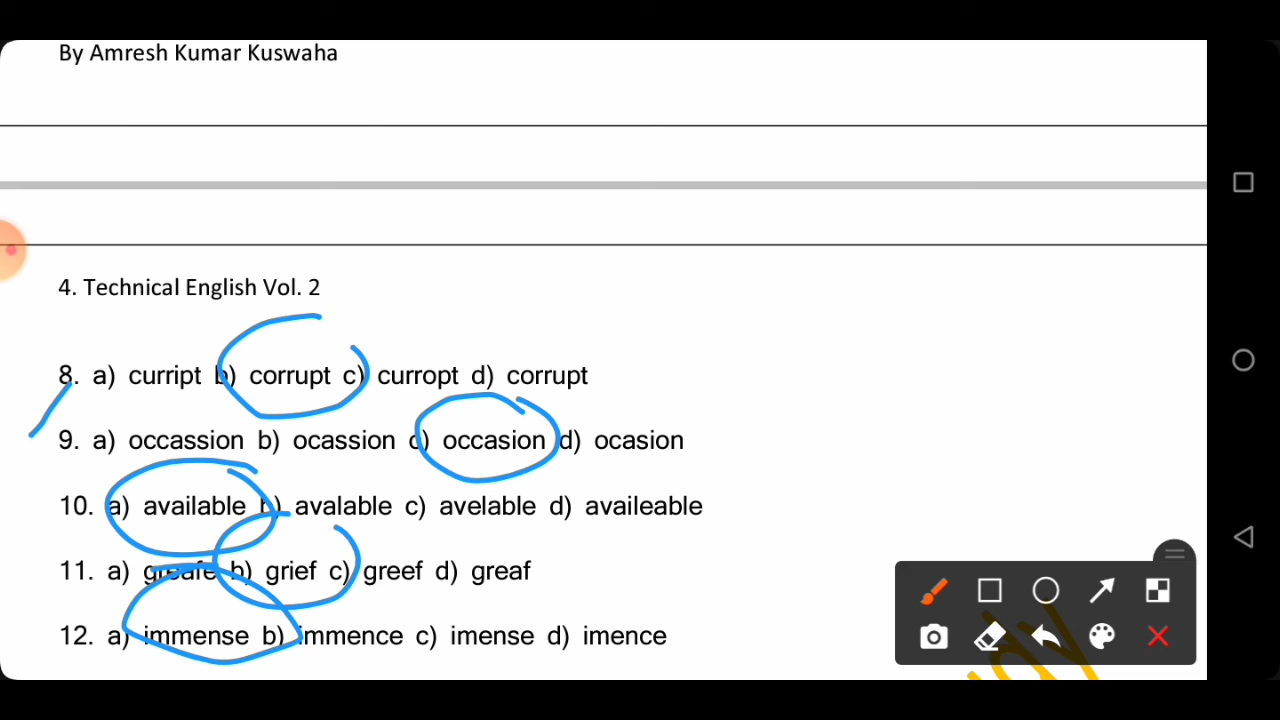 By Amresh Kumar Kuswaha
4. Technical English Vol. 2
8. a) curript b) corrupt c) curropt d) corrupt
9. a) occassion b) ocassion c) occasion d) ocasion
10. a) available b) avalable c) avelable d) availeable
11. a) greafe b) grief c) greef d) greaf
12. a) immense b) immence c) imense d) imence